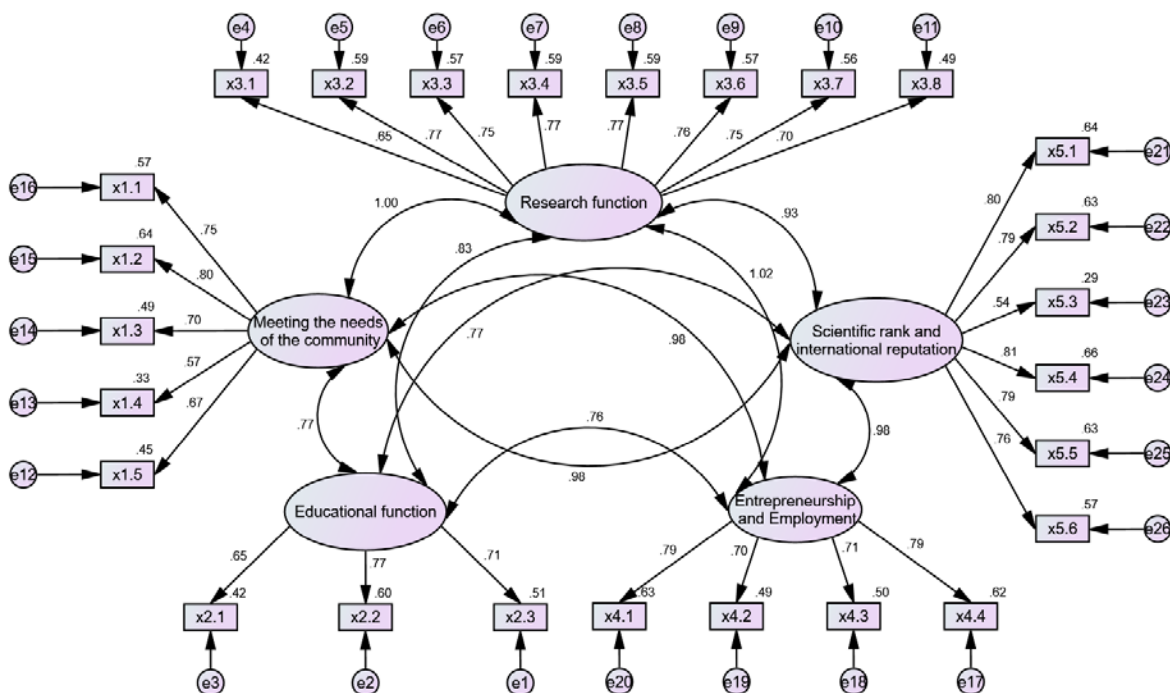 e4 e5 e6 e7 e8 e9 e10 e11
.42 .59 .57 .59 .59 .57 .56 .49
x3.1 x3.2 x3.3 x3.4 x3.5 x3.6 x3.7 x3.8
.65 .77 .75 .77 .77 .76 .75 .70
Research function
.57
e16 x1.1
.75
.64
e15 x1.2
.80
.49
e14 x1.3
.70
.33
e13 x1.4
.57
.45
e12 x1.5
.67
Meeting the needs
of the community
.64
x5.1 e21
.80
.63
x5.2 e22
.79
.29
x5.3 e23
.54
.66
x5.4 e24
.81
.63
x5.5 e25
.79
.57
x5.6 e26
.76
Scientific rank and
international reputation
1.00 .93
.83
1.02
.77 .98
.77 .76 .98
.98
Educational function
Entrepreneurship
and Employment
.65 .77 .71
.42 .60 .51
x2.1 x2.2 x2.3
e3 e2 e1
.79 .70 .71 .79
.63 .49 .50 .62
x4.1 x4.2 x4.3 x4.4
e20 e19 e18 e17